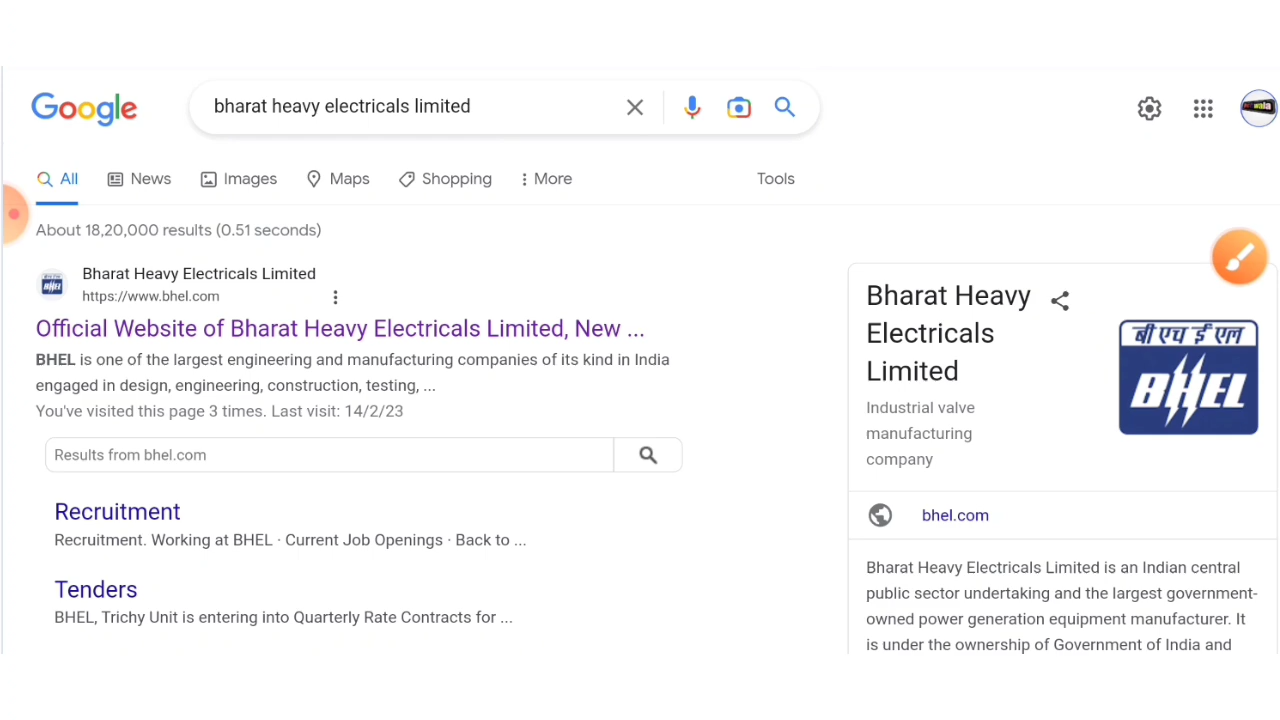 Google
bharat heavy electricals limited
All News Images Maps Shopping More Tools
About 18,20,000 results (0.51 seconds)
Bharat Heavy Electricals Limited
https://www.bhel.com
Official Website of Bharat Heavy Electricals Limited, New ...
BHEL is one of the largest engineering and manufacturing companies of its kind in India
engaged in design, engineering, construction, testing, ...
You've visited this page 3 times. Last visit: 14/2/23
Results from bhel.com
Recruitment
Recruitment. Working at BHEL · Current Job Openings · Back to ...
Tenders
BHEL, Trichy Unit is entering into Quarterly Rate Contracts for ...
Bharat Heavy
Electricals
Limited
Industrial valve
manufacturing
company
बी एच ई एल
BHEL
bhel.com
Bharat Heavy Electricals Limited is an Indian central
public sector undertaking and the largest government-
owned power generation equipment manufacturer. It
is under the ownership of Government of India and